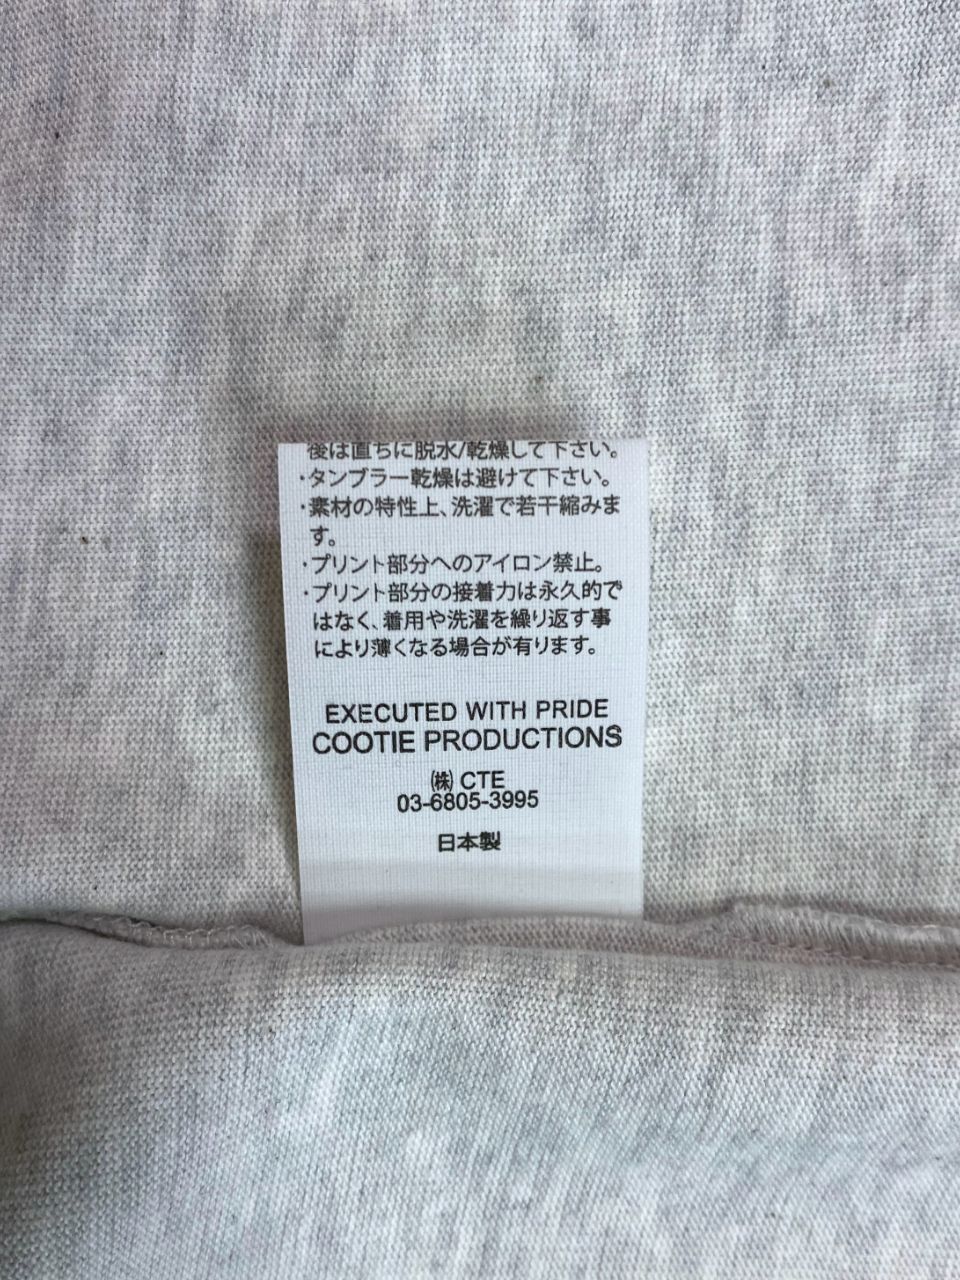 後は直ちに脱水/乾燥して下さい。
・タンブラー乾燥は避けて下さい。
・素材の特性上、洗濯で若干縮みま
す。
・プリント部分へのアイロン禁止。
・プリント部分の接着力は永久的で
はなく、着用や洗濯を繰り返す事
により薄くなる場合が有ります。
EXECUTED WITH PRIDE
COOTIE PRODUCTIONS
㈱ CTE
03-6805-3995
日本製